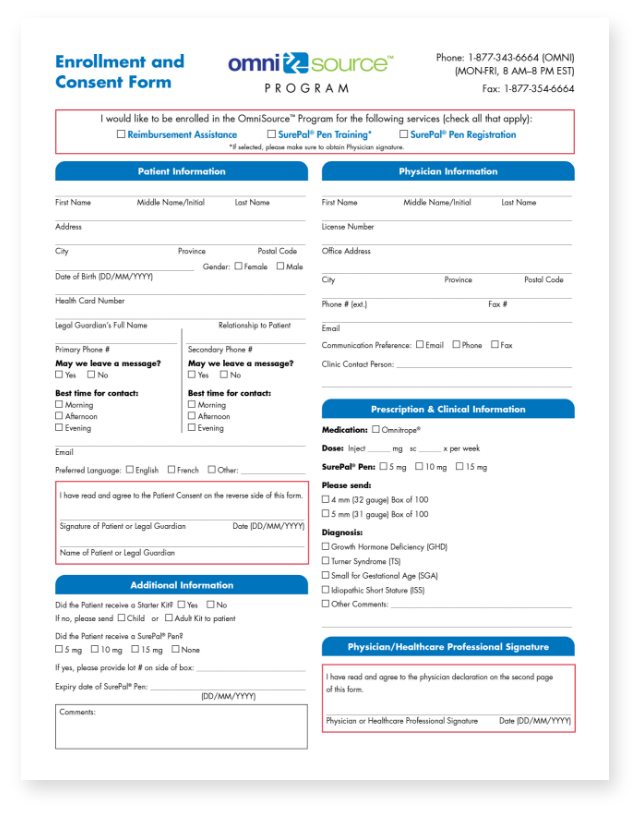 Enrollment and
Consent Form
omni source™
PROGRAM
Phone: 1-877-343-6664 (OMNI)
(MON-FRI, 8 AM–8 PM EST)
Fax: 1-877-354-6664
I would like to be enrolled in the OmniSource™ Program for the following services (check all that apply):
☐ Reimbursement Assistance ☐ SurePal® Pen Training* ☐ SurePal® Pen Registration
*If selected, please make sure to obtain Physician signature.
Patient Information
First Name Middle Name/Initial Last Name
Address
City Province Postal Code
Gender: ☐ Female ☐ Male
Date of Birth (DD/MM/YYYY)
Health Card Number
Legal Guardian's Full Name Relationship to Patient
Primary Phone # Secondary Phone #
May we leave a message? May we leave a message?
☐ Yes ☐ No ☐ Yes ☐ No
Best time for contact: Best time for contact:
☐ Morning ☐ Morning
☐ Afternoon ☐ Afternoon
☐ Evening ☐ Evening
Email
Preferred Language: ☐ English ☐ French ☐ Other: ____________
I have read and agree to the Patient Consent on the reverse side of this form.
Signature of Patient or Legal Guardian Date (DD/MM/YYYY)
Name of Patient or Legal Guardian
Additional Information
Did the Patient receive a Starter Kit? ☐ Yes ☐ No
If no, please send ☐ Child or ☐ Adult Kit to patient
Did the Patient receive a SurePal® Pen?
☐ 5 mg ☐ 10 mg ☐ 15 mg ☐ None
If yes, please provide lot # on side of box: ____________
Expiry date of SurePal® Pen: ____________
(DD/MM/YYYY)
Comments:
Physician Information
First Name Middle Name/Initial Last Name
License Number
Office Address
City Province Postal Code
Phone # (ext.) Fax #
Email
Communication Preference: ☐ Email ☐ Phone ☐ Fax
Clinic Contact Person: ____________
Prescription & Clinical Information
Medication: ☐ Omnitrope®
Dose: Inject _____ mg sc _____ x per week
SurePal® Pen: ☐ 5 mg ☐ 10 mg ☐ 15 mg
Please send:
☐ 4 mm (32 gauge) Box of 100
☐ 5 mm (31 gauge) Box of 100
Diagnosis:
☐ Growth Hormone Deficiency (GHD)
☐ Turner Syndrome (TS)
☐ Small for Gestational Age (SGA)
☐ Idiopathic Short Stature (ISS)
☐ Other Comments: ____________
Physician/Healthcare Professional Signature
I have read and agree to the physician declaration on the second page
of this form.
Physician or Healthcare Professional Signature Date (DD/MM/YYYY)